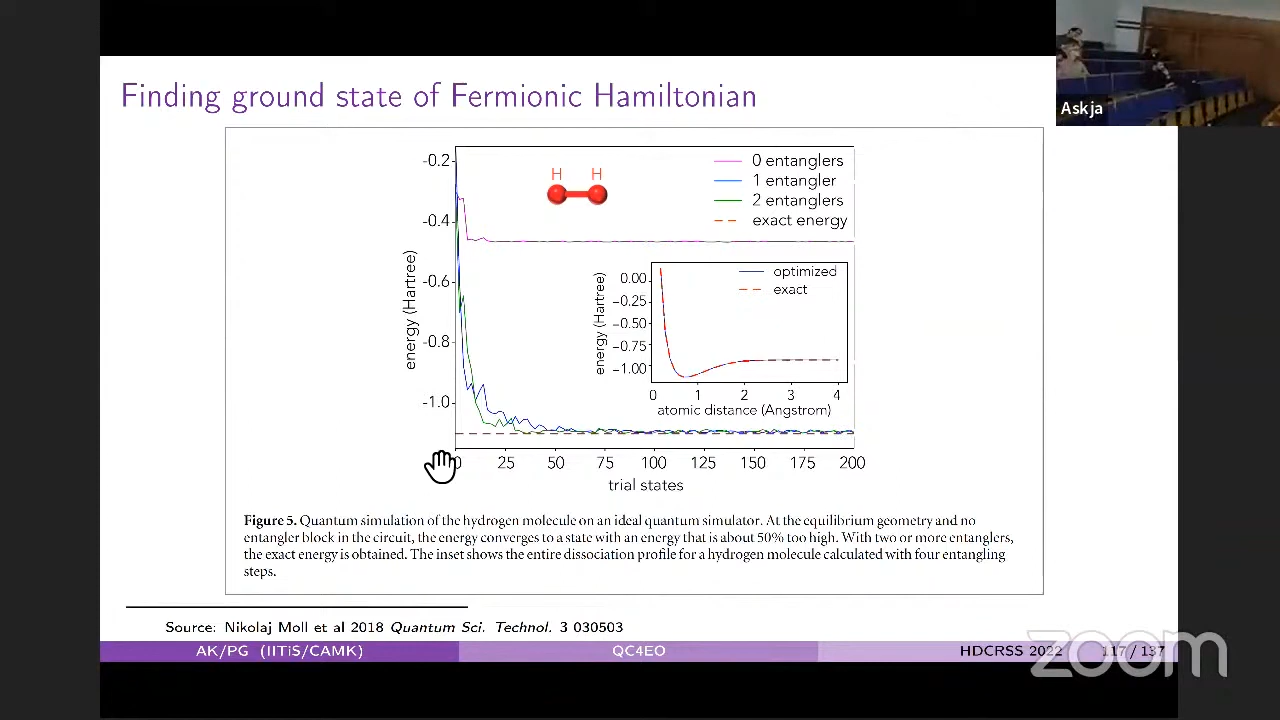 Finding ground state of Fermionic Hamiltonian
Askja
-0.2
-0.4
-0.6
-0.8
-1.0
energy (Hartree)
H H
0 entanglers
1 entangler
2 entanglers
exact energy
0.00
−0.25
−0.50
−0.75
−1.00
energy (Hartree)
optimized
exact
0 1 2 3 4
atomic distance (Angstrom)
0 25 50 75 100 125 150 175 200
trial states
Figure 5. Quantum simulation of the hydrogen molecule on an ideal quantum simulator. At the equilibrium geometry and no
entangler block in the circuit, the energy converges to a state with an energy that is about 50% too high. With two or more entanglers,
the exact energy is obtained. The inset shows the entire dissociation profile for a hydrogen molecule calculated with four entangling
steps.
Source: Nikolaj Moll et al 2018 Quantum Sci. Technol. 3 030503
AK/PG (IITiS/CAMK) QC4EO HDCRSS 2022 117 / 137
zoom